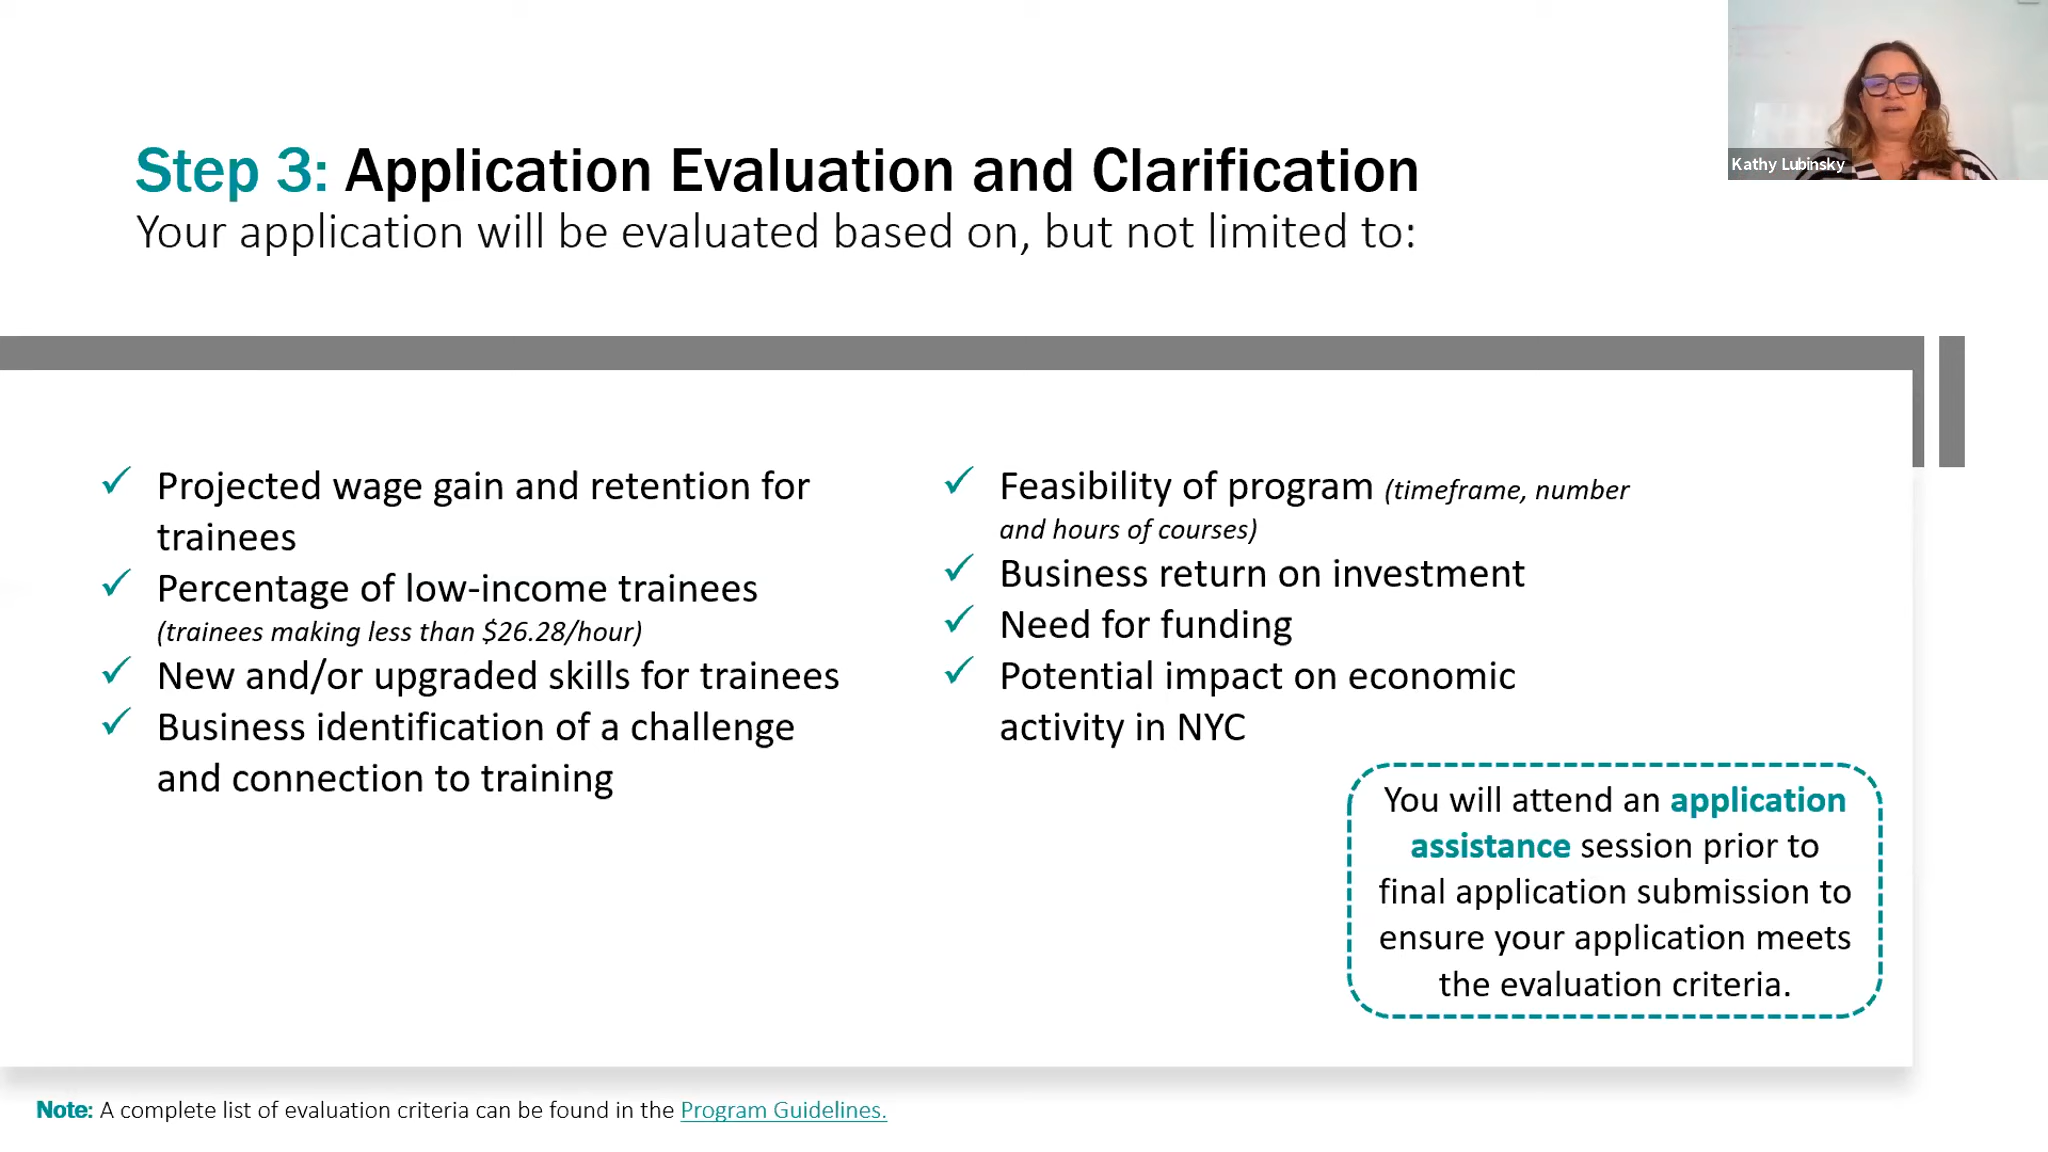 Kathy Lubinsky
Step 3: Application Evaluation and Clarification
Your application will be evaluated based on, but not limited to:
Projected wage gain and retention for
trainees
Percentage of low-income trainees
(trainees making less than $26.28/hour)
New and/or upgraded skills for trainees
Business identification of a challenge
and connection to training
Feasibility of program (timeframe, number
and hours of courses)
Business return on investment
Need for funding
Potential impact on economic
activity in NYC
You will attend an application
assistance session prior to
final application submission to
ensure your application meets
the evaluation criteria.
Note: A complete list of evaluation criteria can be found in the Program Guidelines.